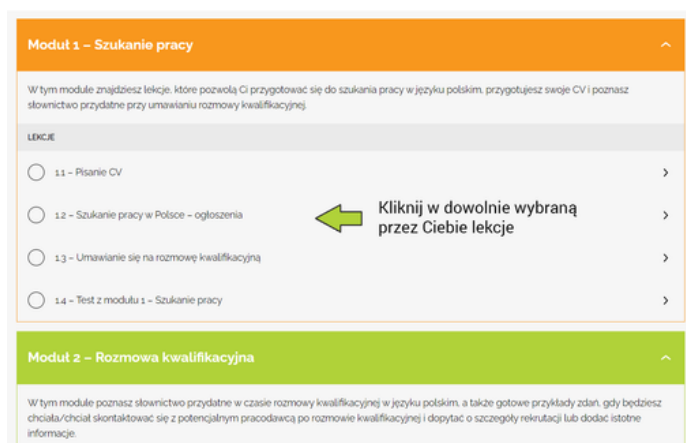 Moduł 1 – Szukanie pracy
W tym module znajdziesz lekcje, które pozwolą Ci przygotować się do szukania pracy w języku polskim, przygotujesz swoje CV i poznasz
słownictwo przydatne przy umawianiu rozmowy kwalifikacyjnej.
LEKCJE
1.1 – Pisanie CV
1.2 – Szukanie pracy w Polsce – ogłoszenia
Kliknij w dowolnie wybraną
przez Ciebie lekcje
1.3 – Umawianie się na rozmowę kwalifikacyjną
1.4 – Test z modułu 1 – Szukanie pracy
Moduł 2 – Rozmowa kwalifikacyjna
W tym module poznasz słownictwo przydatne w czasie rozmowy kwalifikacyjnej w języku polskim, a także gotowe przykłady zdań, gdy będziesz
chciała/chciał skontaktować się z potencjalnym pracodawcą po rozmowie kwalifikacyjnej i dopytać o szczegóły rekrutacji lub dodać istotne
informacje.